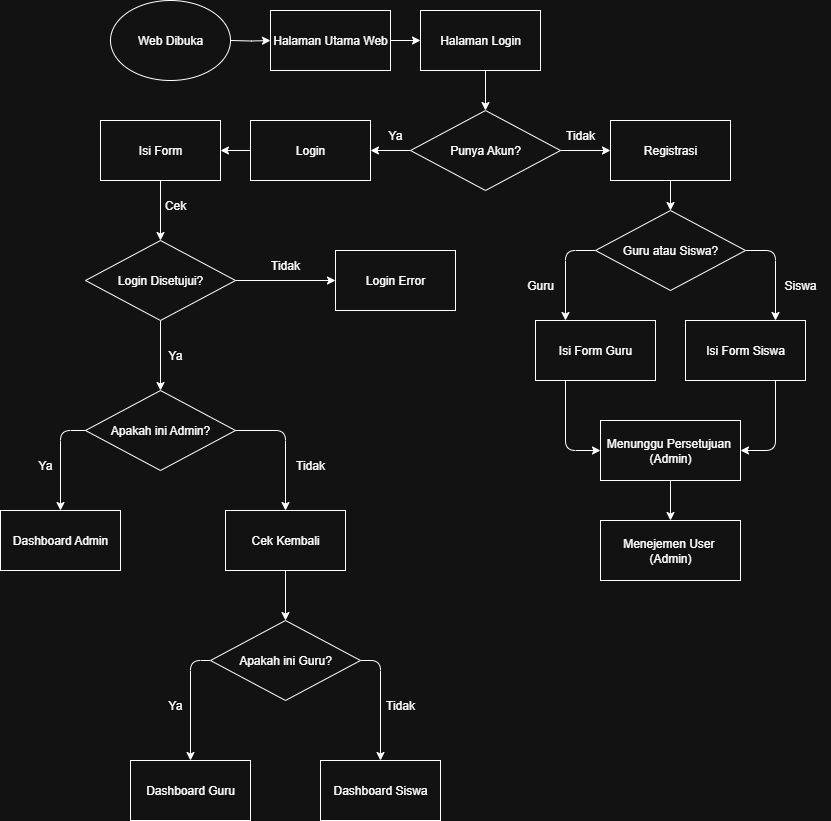 Web Dibuka
Halaman Utama Web
Halaman Login
Punya Akun?
Ya
Tidak
Login
Isi Form
Registrasi
Cek
Guru atau Siswa?
Login Disetujui?
Tidak
Login Error
Guru
Siswa
Isi Form Guru
Isi Form Siswa
Ya
Apakah ini Admin?
Menunggu Persetujuan
(Admin)
Ya
Tidak
Dashboard Admin
Cek Kembali
Menejemen User
(Admin)
Apakah ini Guru?
Ya
Tidak
Dashboard Guru
Dashboard Siswa